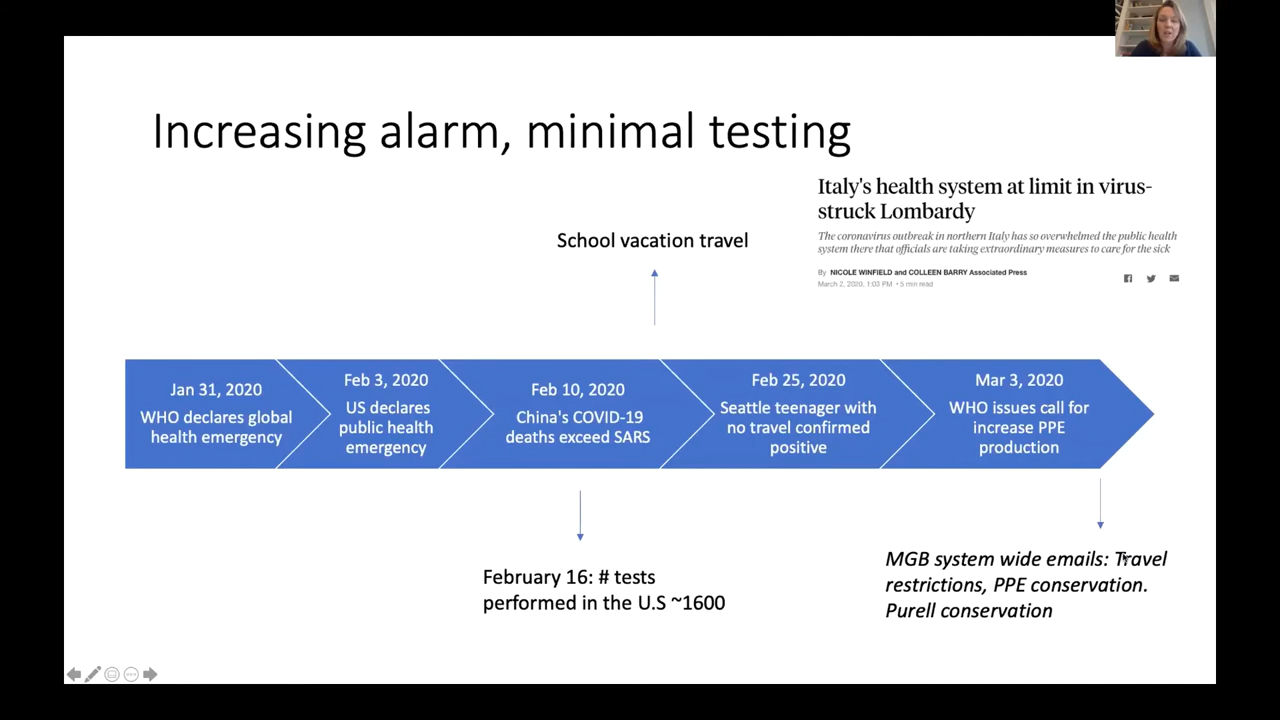 Increasing alarm, minimal testing
Italy's health system at limit in virus-
struck Lombardy
The coronavirus outbreak in northern Italy has so overwhelmed the public health
system there that officials are taking extraordinary measures to care for the sick
By NICOLE WINFIELD and COLLEEN BARRY Associated Press
March 2, 2020, 1:03 PM • 5 min read
School vacation travel
Jan 31, 2020
WHO declares global
health emergency
Feb 3, 2020
US declares
public health
emergency
Feb 10, 2020
China's COVID-19
deaths exceed SARS
Feb 25, 2020
Seattle teenager with
no travel confirmed
positive
Mar 3, 2020
WHO issues call for
increase PPE
production
February 16: # tests
performed in the U.S ~1600
MGB system wide emails: Travel
restrictions, PPE conservation.
Purell conservation